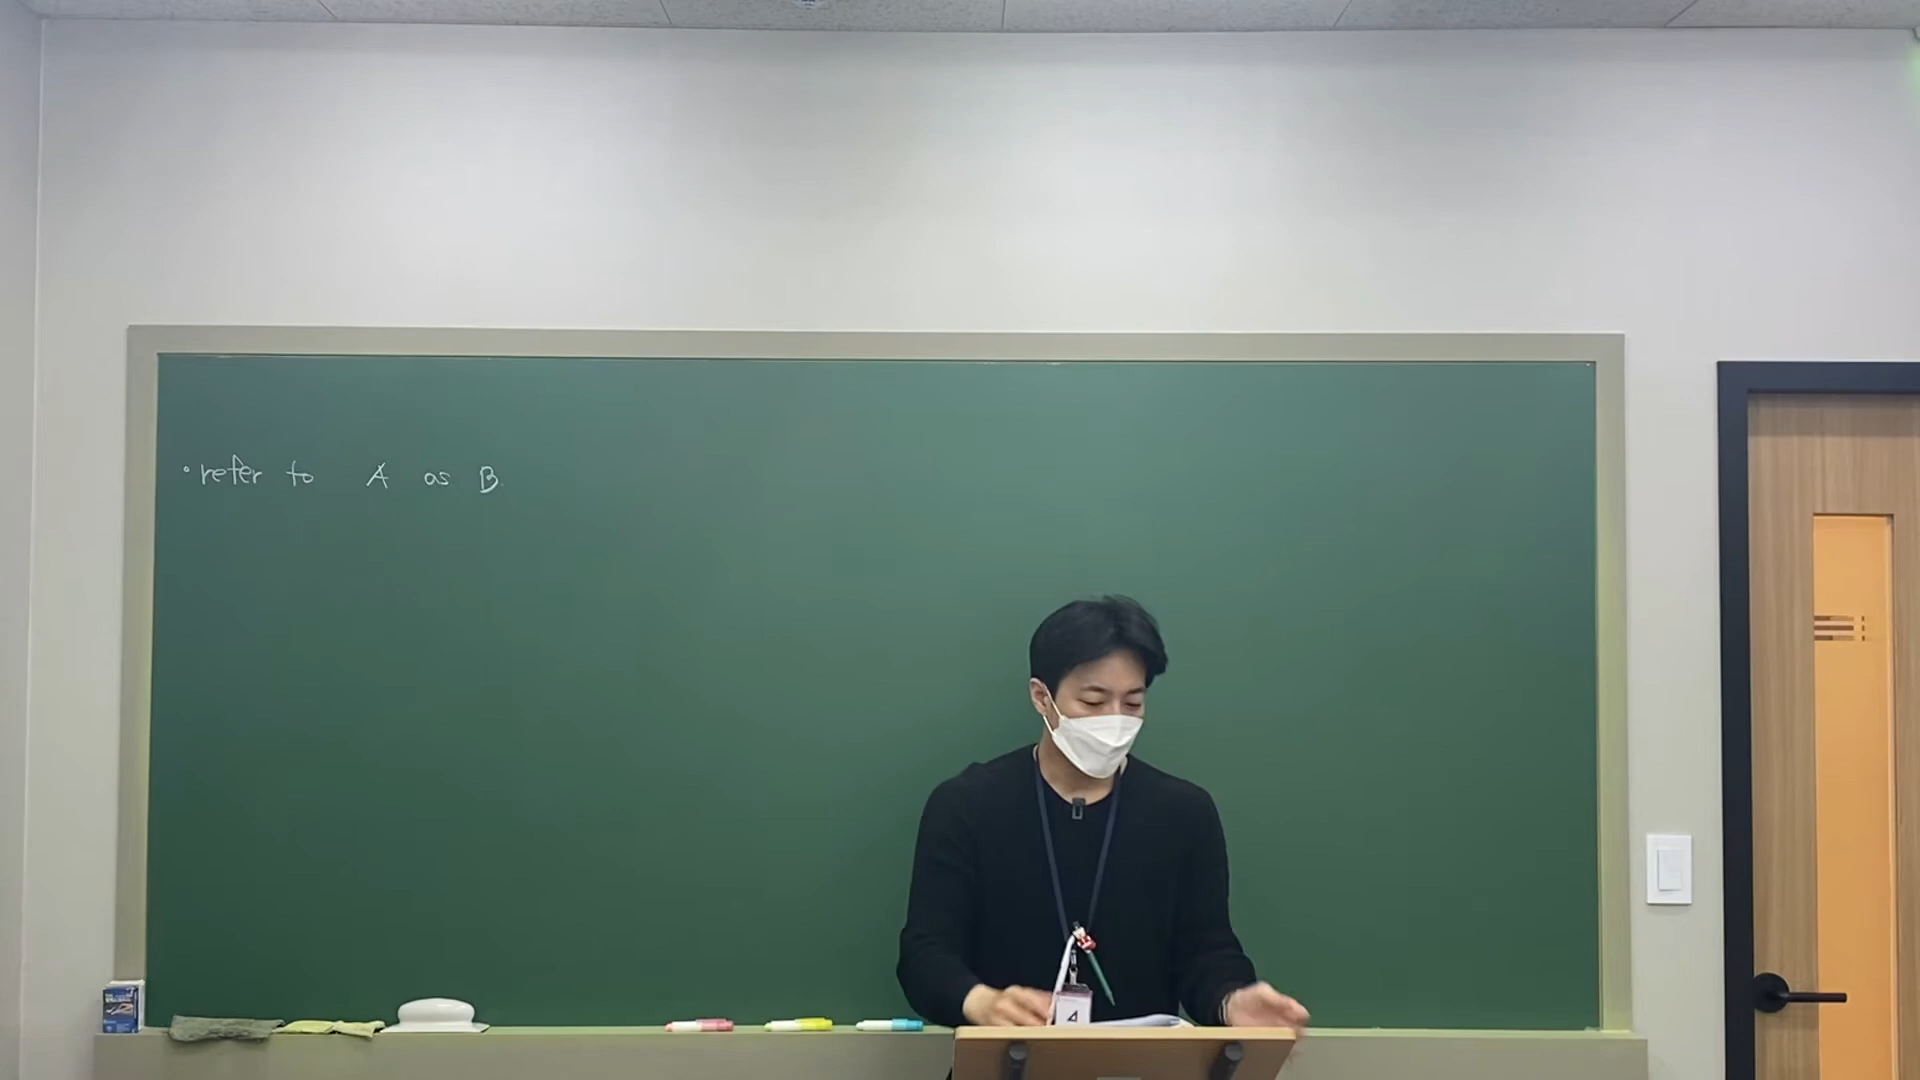 • refer to A as B.